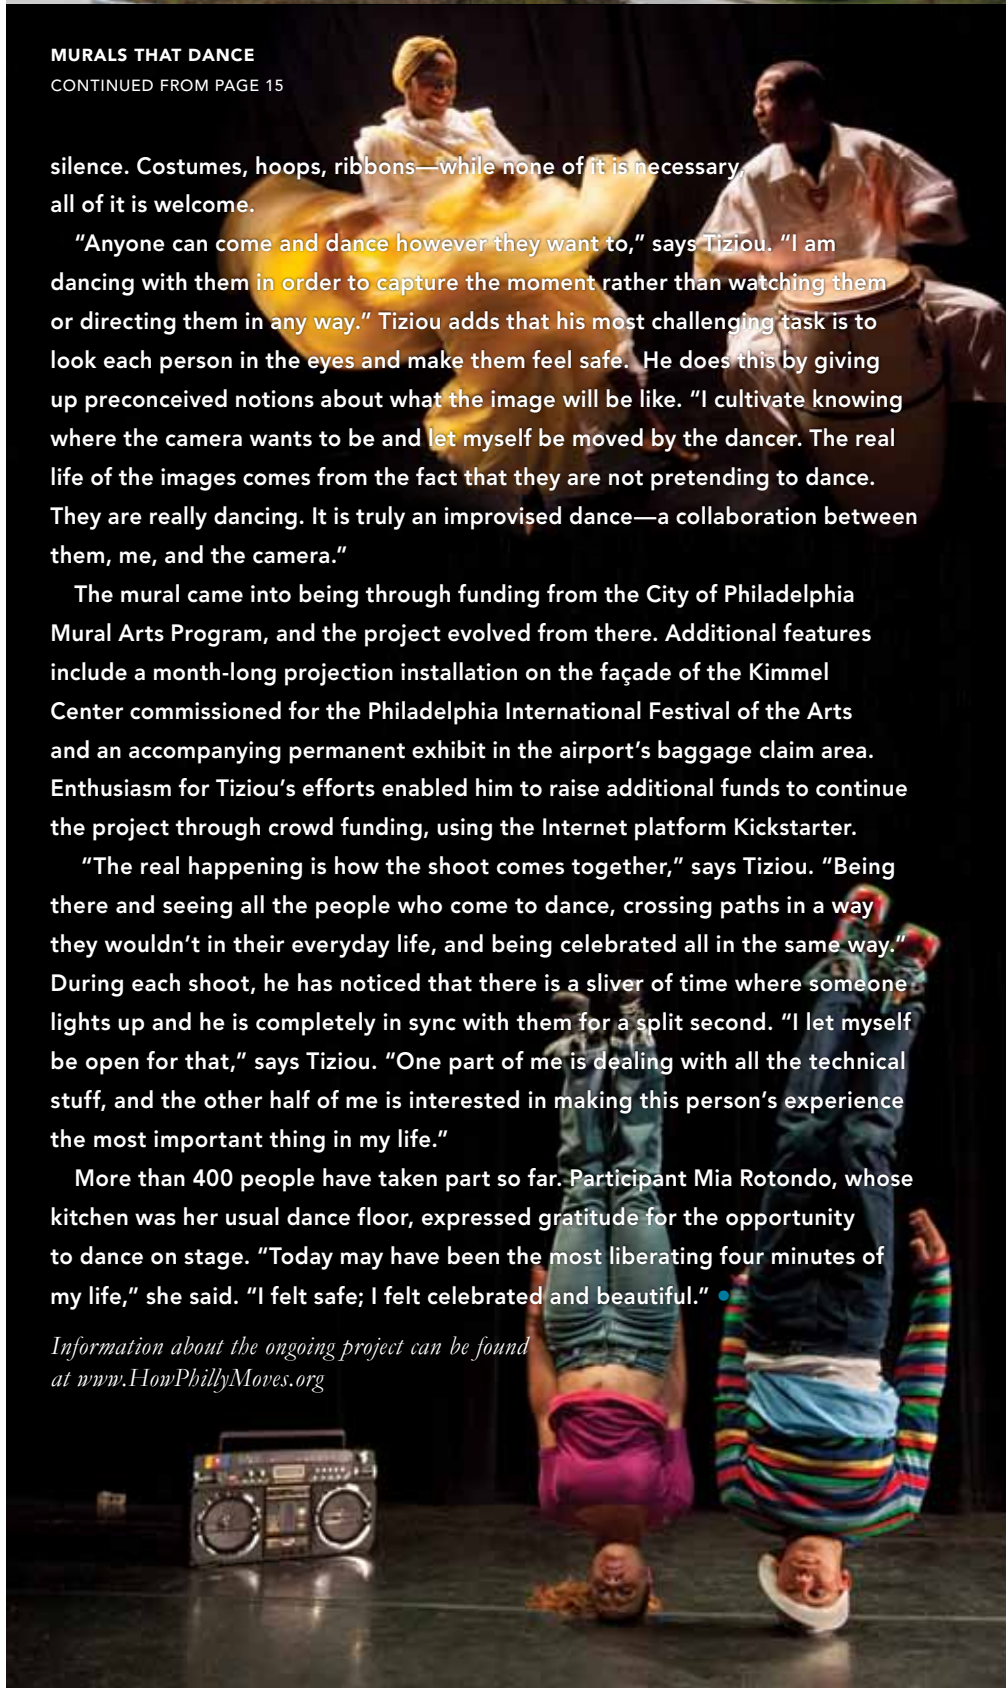 MURALS THAT DANCE
CONTINUED FROM PAGE 15
silence. Costumes, hoops, ribbons—while none of it is necessary,
all of it is welcome.
“Anyone can come and dance however they want to,” says Tiziou. “I am
dancing with them in order to capture the moment rather than watching them
or directing them in any way.” Tiziou adds that his most challenging task is to
look each person in the eyes and make them feel safe.  He does this by giving
up preconceived notions about what the image will be like. “I cultivate knowing
where the camera wants to be and let myself be moved by the dancer. The real
life of the images comes from the fact that they are not pretending to dance.
They are really dancing. It is truly an improvised dance—a collaboration between
them, me, and the camera.”
The mural came into being through funding from the City of Philadelphia
Mural Arts Program, and the project evolved from there. Additional features
include a month-long projection installation on the façade of the Kimmel
Center commissioned for the Philadelphia International Festival of the Arts
and an accompanying permanent exhibit in the airport’s baggage claim area.
Enthusiasm for Tiziou’s efforts enabled him to raise additional funds to continue
the project through crowd funding, using the Internet platform Kickstarter.
“The real happening is how the shoot comes together,” says Tiziou. “Being
there and seeing all the people who come to dance, crossing paths in a way
they wouldn’t in their everyday life, and being celebrated all in the same way.”
During each shoot, he has noticed that there is a sliver of time where someone
lights up and he is completely in sync with them for a split second. “I let myself
be open for that,” says Tiziou. “One part of me is dealing with all the technical
stuff, and the other half of me is interested in making this person’s experience
the most important thing in my life.”
More than 400 people have taken part so far. Participant Mia Rotondo, whose
kitchen was her usual dance floor, expressed gratitude for the opportunity
to dance on stage. “Today may have been the most liberating four minutes of
my life,” she said. “I felt safe; I felt celebrated and beautiful.” •
Information about the ongoing project can be found
at www.HowPhillyMoves.org